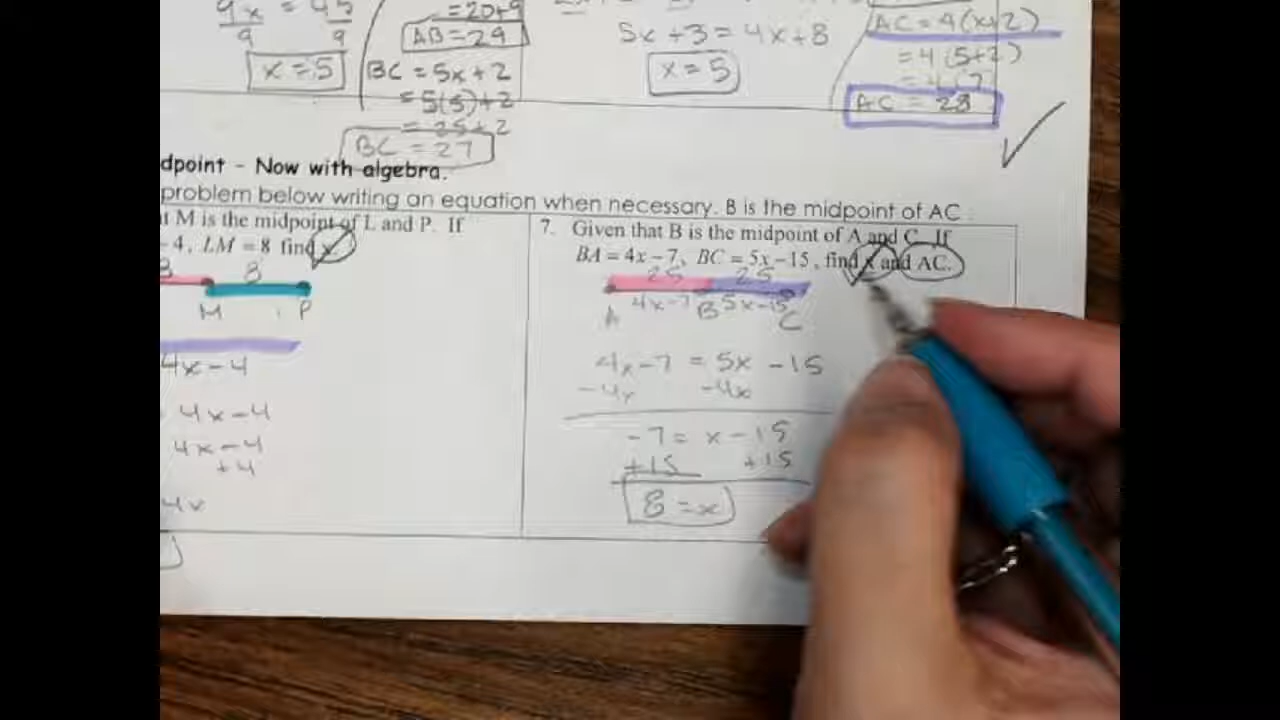 9x = 45
9 9
x = 5
= 20+9
AB = 29
BC = 5x + 2
= 5(5)+2
= 25+2
BC = 27
5x + 3 = 4x + 8
x = 5
AC = 4(x+2)
= 4(5+2)
= 4(7
AC = 28
dpoint - Now with algebra.
problem below writing an equation when necessary. B is the midpoint of AC
t M is the midpoint of L and P. If
-4, LM = 8 find x.
8
M P
4x-4
4x-4
4x-4
+4
4x
7. Given that B is the midpoint of A and C. If
BA = 4x-7, BC = 5x-15, find x and AC.
25 25
4x-7 5x-15
A B C
4x-7 = 5x -15
-4x -4x
-7 = x-15
+15 +15
8 = x